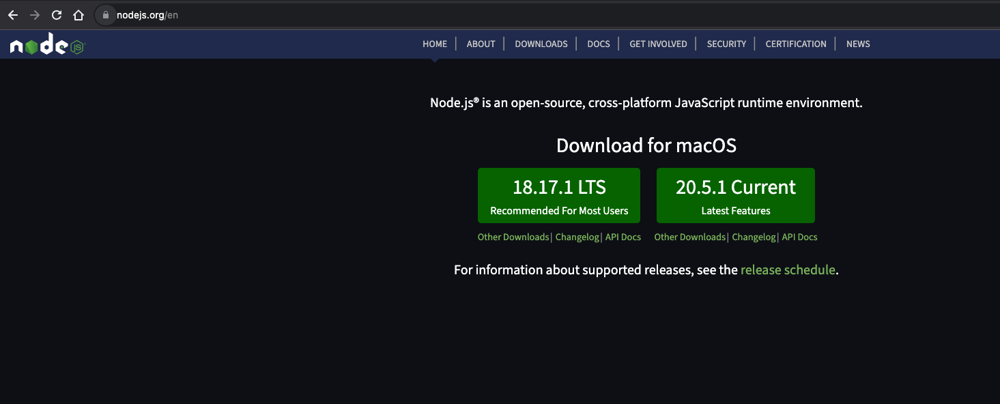 nodejs.org/en
node JS
HOME | ABOUT | DOWNLOADS | DOCS | GET INVOLVED | SECURITY | CERTIFICATION | NEWS
Node.js® is an open-source, cross-platform JavaScript runtime environment.
Download for macOS
18.17.1 LTS
Recommended For Most Users
20.5.1 Current
Latest Features
Other Downloads | Changelog | API Docs
Other Downloads | Changelog | API Docs
For information about supported releases, see the release schedule.